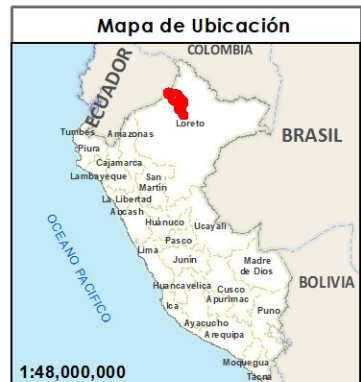 Mapa de Ubicación
COLOMBIA
ECUADOR
Loreto
Tumbes
Amazonas
BRASIL
Piura
Cajamarca
Lambayeque
San
Martin
La Libertad
Ancash
Huánuco
Ucayali
Pasco
Lima
Junín
Madre
de Dios
BOLIVIA
Huancavelica
Cusco
Apurimac
Ica
Puno
Ayacucho
Arequipa
OCEANO PACIFICO
Moquegua
Tacna
1:48,000,000